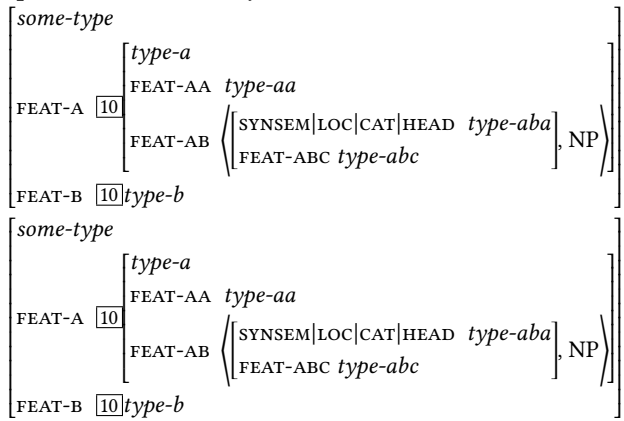 some-type
type-a
FEAT-AA type-aa
FEAT-A 10
SYNSEM|LOC|CAT|HEAD type-aba
FEAT-AB , NP
FEAT-ABC type-abc
FEAT-B 10 type-b
some-type
type-a
FEAT-AA type-aa
FEAT-A 10
SYNSEM|LOC|CAT|HEAD type-aba
FEAT-AB , NP
FEAT-ABC type-abc
FEAT-B 10 type-b